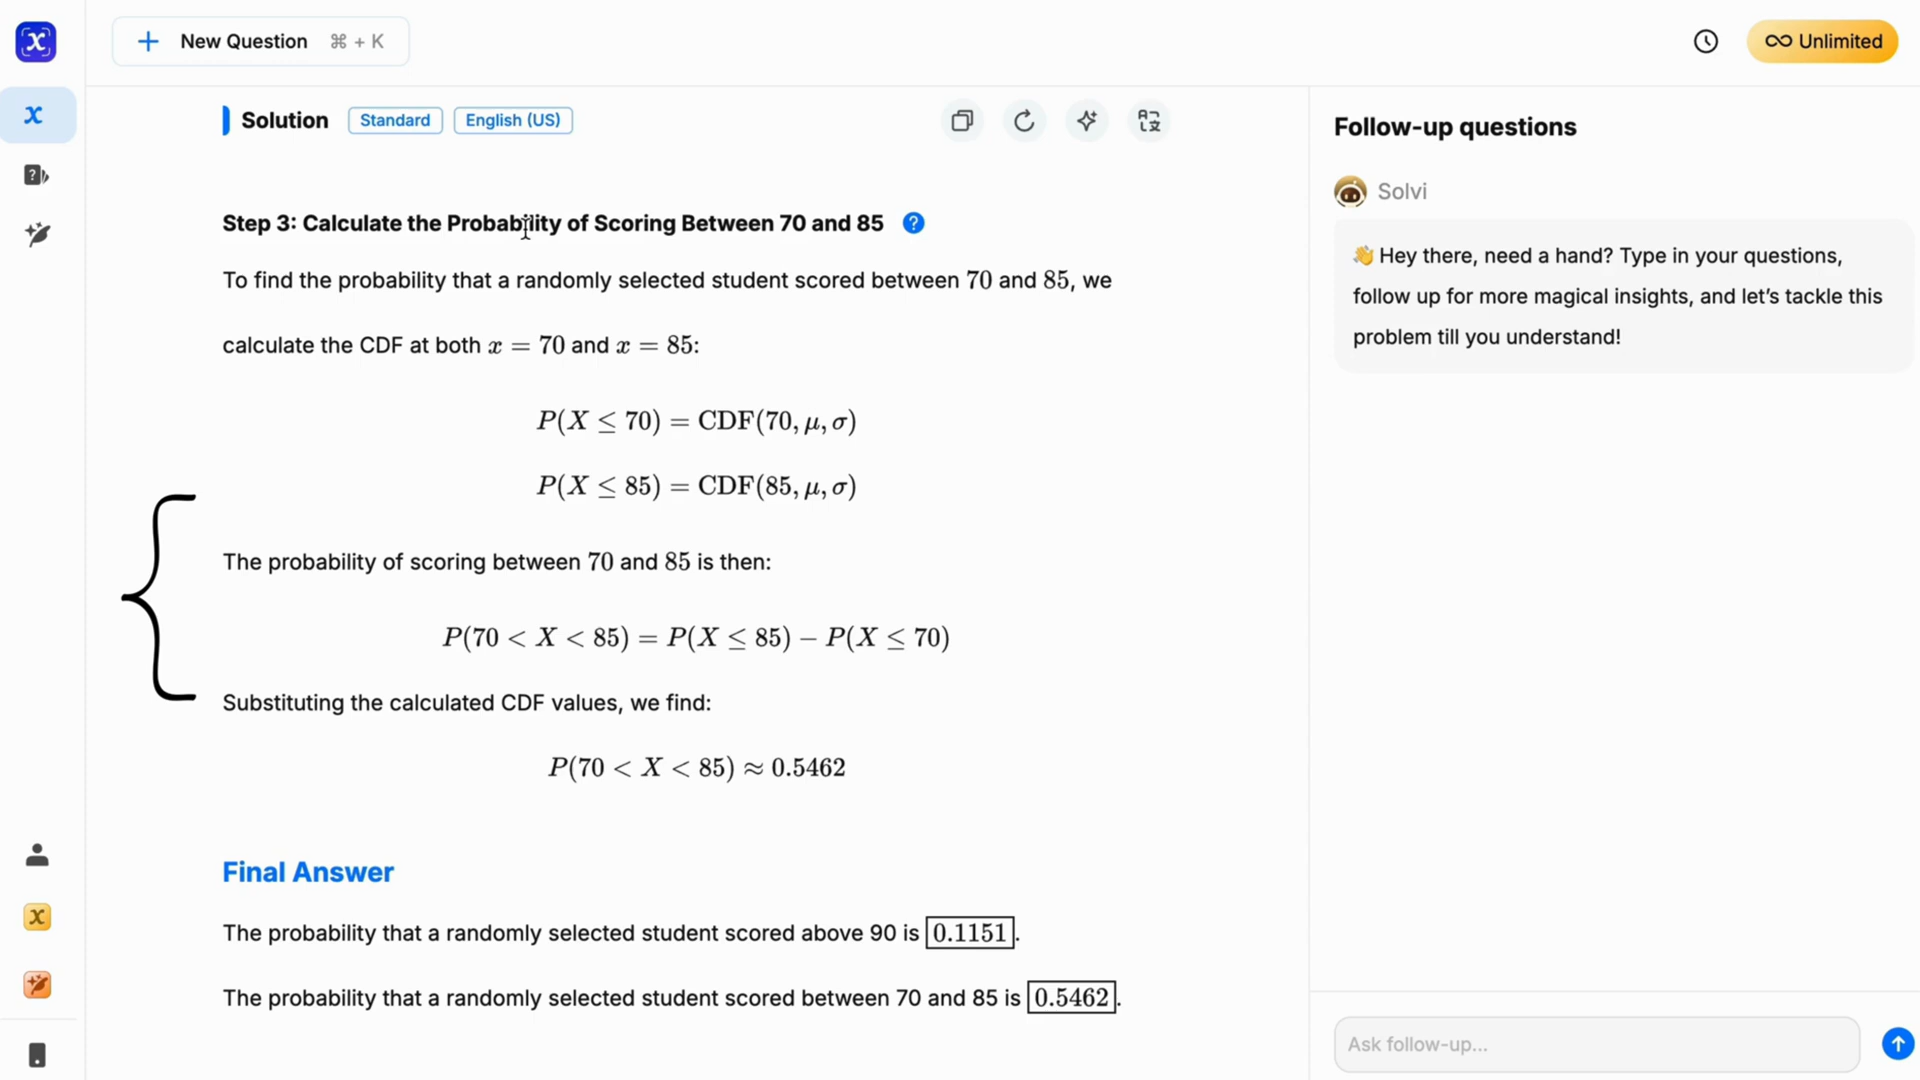 New Question ⌘ + K
∞ Unlimited
Solution Standard English (US)
Step 3: Calculate the Probability of Scoring Between 70 and 85 ?
To find the probability that a randomly selected student scored between 70 and 85, we
calculate the CDF at both x = 70 and x = 85:
P(X ≤ 70) = CDF(70, μ, σ)
P(X ≤ 85) = CDF(85, μ, σ)
The probability of scoring between 70 and 85 is then:
P(70 < X < 85) = P(X ≤ 85) − P(X ≤ 70)
Substituting the calculated CDF values, we find:
P(70 < X < 85) ≈ 0.5462
Final Answer
The probability that a randomly selected student scored above 90 is 0.1151.
The probability that a randomly selected student scored between 70 and 85 is 0.5462.
Follow-up questions
Solvi
👋 Hey there, need a hand? Type in your questions,
follow up for more magical insights, and let’s tackle this
problem till you understand!
Ask follow-up...